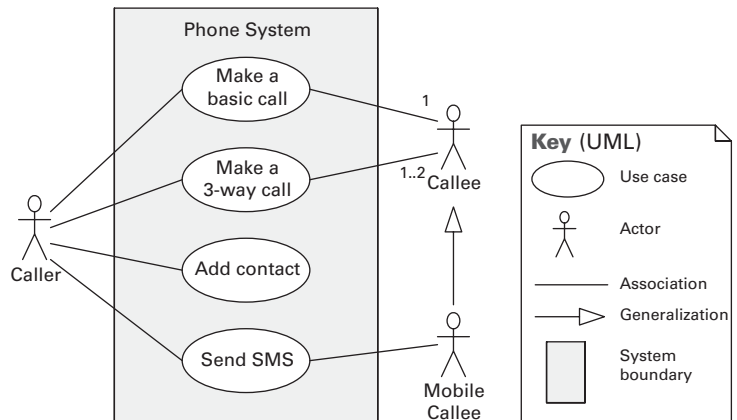 Phone System
Make a
basic call
1
Make a
3-way call
1..2
Callee
Caller
Add contact
Send SMS
Mobile
Callee
Key (UML)
Use case
Actor
Association
Generalization
System
boundary